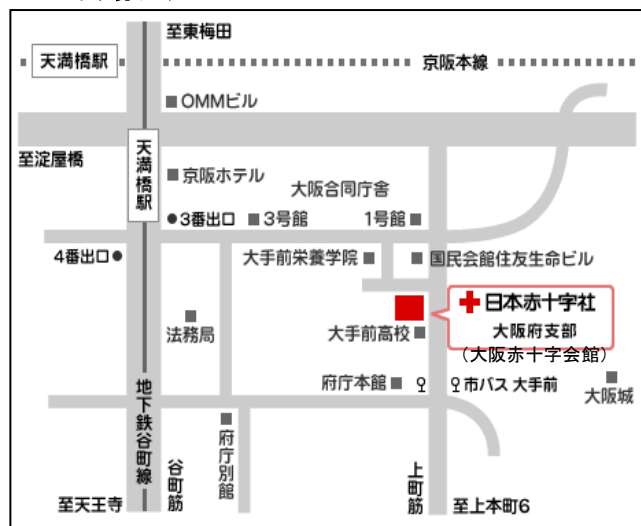 至東梅田
天満橋駅
京阪本線
OMMビル
至淀屋橋
天満橋駅
京阪ホテル
大阪合同庁舎
3番出口
3号館
1号館
4番出口
大手前栄養学院
国民会館住友生命ビル
日本赤十字社
大阪府支部
(大阪赤十字会館)
法務局
大手前高校
府庁本館
市バス 大手前
大阪城
地下鉄谷町線
谷町筋
府庁別館
上町筋
至天王寺
至上本町6